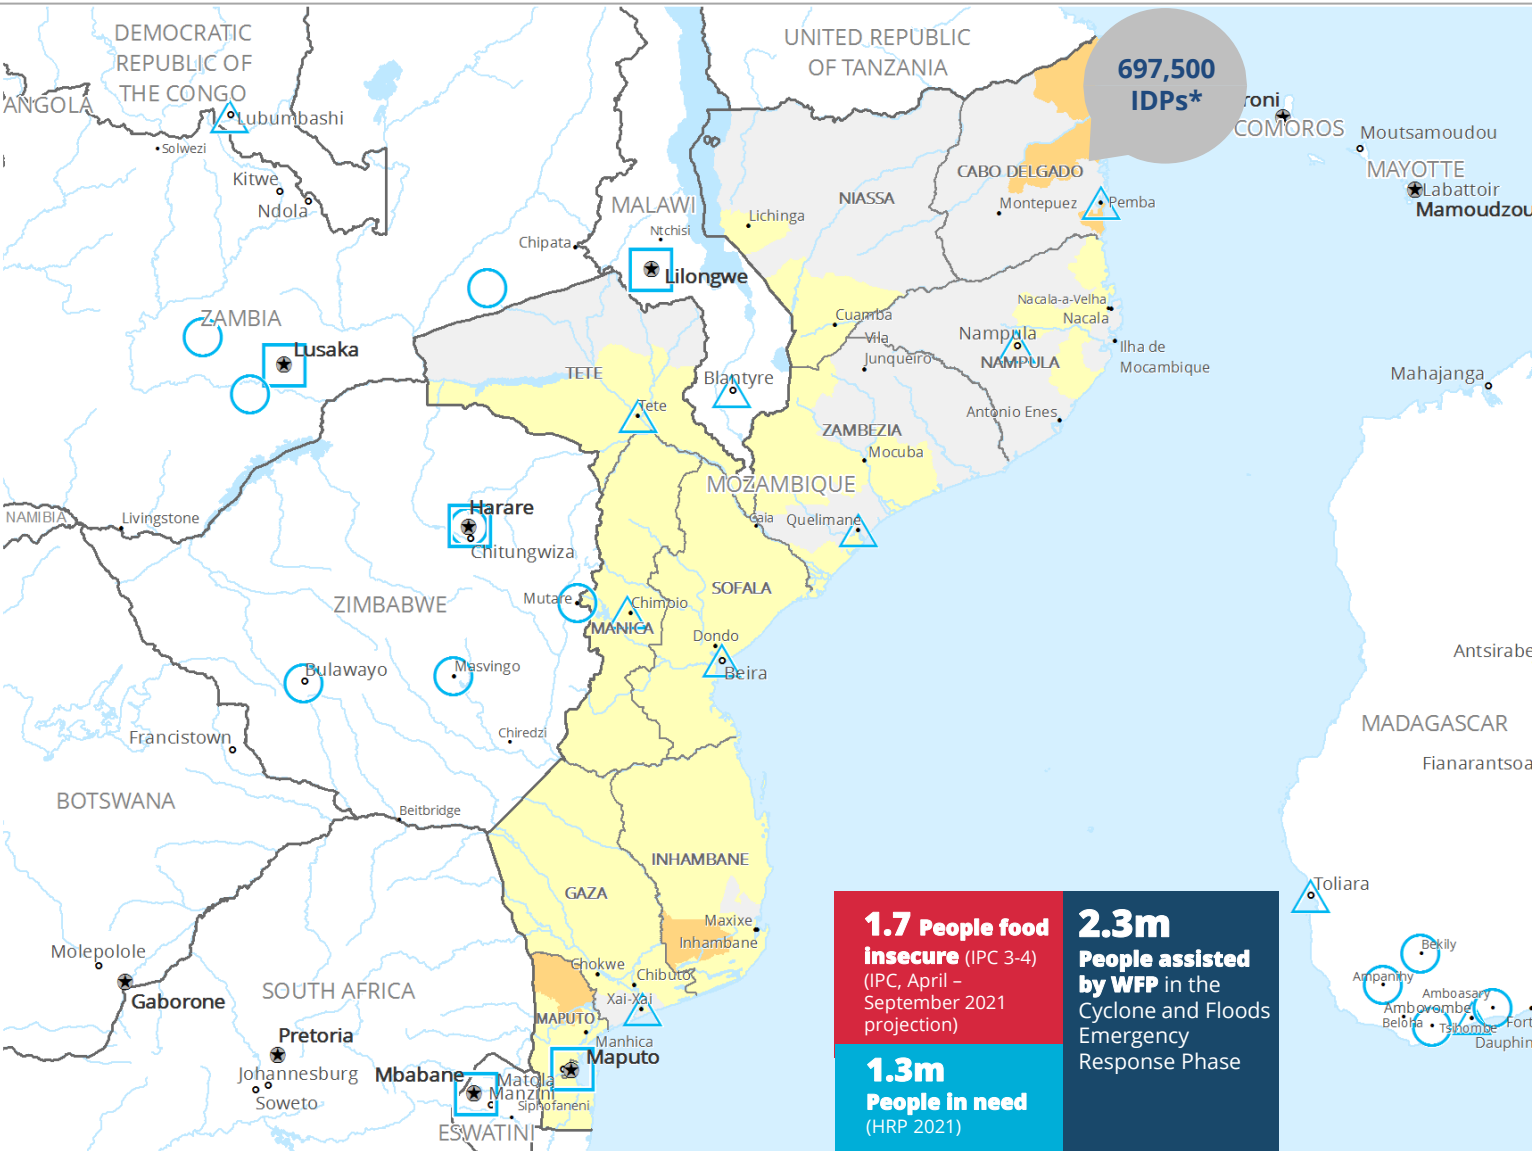 DEMOCRATIC
REPUBLIC OF
THE CONGO
UNITED REPUBLIC
OF TANZANIA
697,500
IDPs*
ANGOLA
Lubumbashi
Solwezi
Kitwe
Ndola
roni
COMOROS
Moutsamoudou
MAYOTTE
Labattoir
Mamoudzou
CABO DELGADO
NIASSA
Montepuez
Pemba
MALAWI
Lichinga
Ntchisi
Chipata
Lilongwe
Nacala-a-Velha
Nacala
ZAMBIA
Cuamba
Vila
Junqueiro
Nampula
NAMPULA
Ilha de
Mocambique
Lusaka
TETE
Blantyre
Mahajanga
Tete
Antonio Enes
ZAMBEZIA
Mocuba
MOZAMBIQUE
Harare
NAMIBIA
Livingstone
Caia
Quelimane
Chitungwiza
ZIMBABWE
Mutare
Chimoio
SOFALA
MANICA
Dondo
Beira
Bulawayo
Masvingo
Antsirabe
Francistown
Chiredzi
MADAGASCAR
Fianarantsoa
BOTSWANA
Beitbridge
INHAMBANE
GAZA
Toliara
Maxixe
Inhambane
Molepolole
Chokwe
Chibuto
Bekily
Ampanihy
Gaborone
SOUTH AFRICA
Xai-Xai
Amboasary
Ambovombe
Beloha
Tsihombe
Fort
Dauphin
MAPUTO
Pretoria
Manhica
Maputo
Johannesburg
Soweto
Mbabane
Matola
Manzini
Siphofaneni
ESWATINI
1.7 People food
insecure (IPC 3-4)
(IPC, April –
September 2021
projection)
1.3m
People in need
(HRP 2021)
2.3m
People assisted
by WFP in the
Cyclone and Floods
Emergency
Response Phase